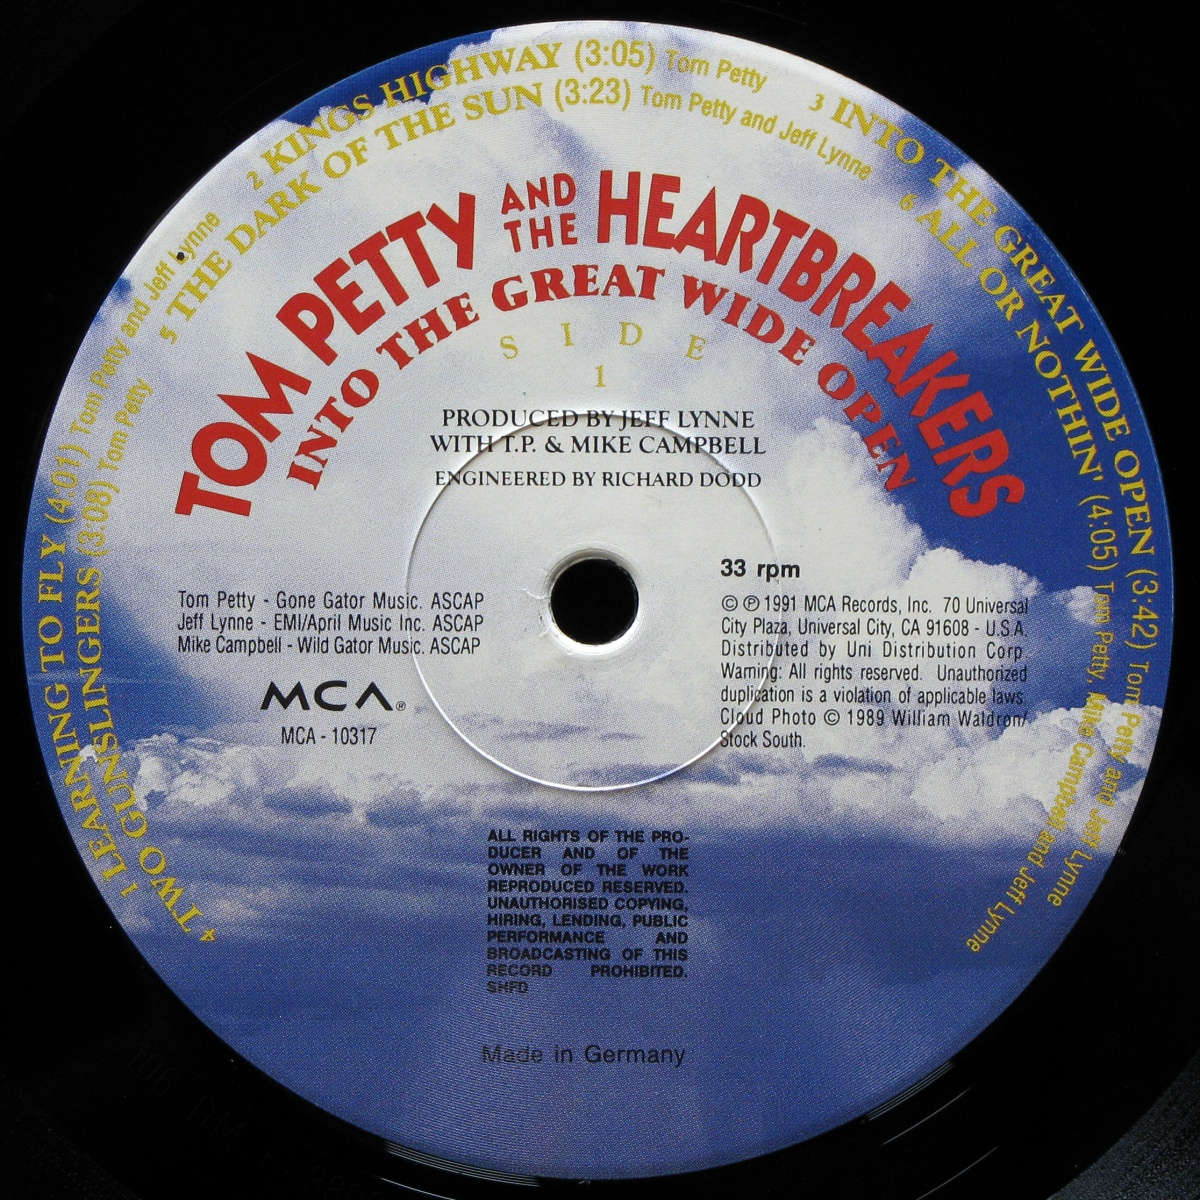 1 LEARNING TO FLY (4:01) Tom Petty and Jeff Lynne
2 KINGS HIGHWAY (3:05) Tom Petty
3 INTO THE GREAT WIDE OPEN (3:42) Tom Petty and Jeff Lynne
4 TWO GUNSLINGERS (3:08) Tom Petty
5 THE DARK OF THE SUN (3:23) Tom Petty and Jeff Lynne
6 ALL OR NOTHIN' (4:05) Tom Petty, Mike Campbell and Jeff Lynne
TOM PETTY AND THE HEARTBREAKERS
INTO THE GREAT WIDE OPEN
SIDE
1
PRODUCED BY JEFF LYNNE
WITH T.P. & MIKE CAMPBELL
ENGINEERED BY RICHARD DODD
Tom Petty - Gone Gator Music. ASCAP
Jeff Lynne - EMI/April Music Inc. ASCAP
Mike Campbell - Wild Gator Music. ASCAP
MCA®
MCA - 10317
33 rpm
© ℗ 1991 MCA Records, Inc. 70 Universal
City Plaza, Universal City, CA 91608 - U.S.A.
Distributed by Uni Distribution Corp.
Warning: All rights reserved. Unauthorized
duplication is a violation of applicable laws.
Cloud Photo © 1989 William Waldron/
Stock South.
ALL RIGHTS OF THE PRO-
DUCER AND OF THE
OWNER OF THE WORK
REPRODUCED RESERVED.
UNAUTHORISED COPYING,
HIRING, LENDING, PUBLIC
PERFORMANCE AND
BROADCASTING OF THIS
RECORD PROHIBITED.
SHFD
Made in Germany